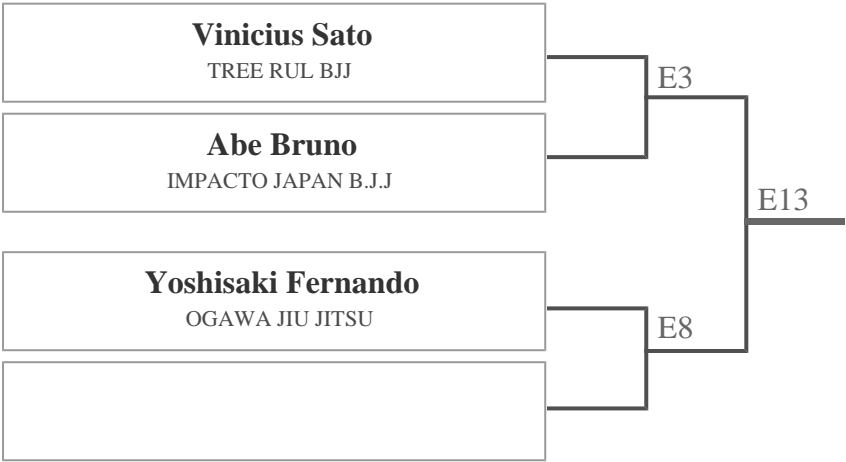 Vinicius Sato
TREE RUL BJJ
E3
Abe Bruno
IMPACTO JAPAN B.J.J
E13
Yoshisaki Fernando
OGAWA JIU JITSU
E8